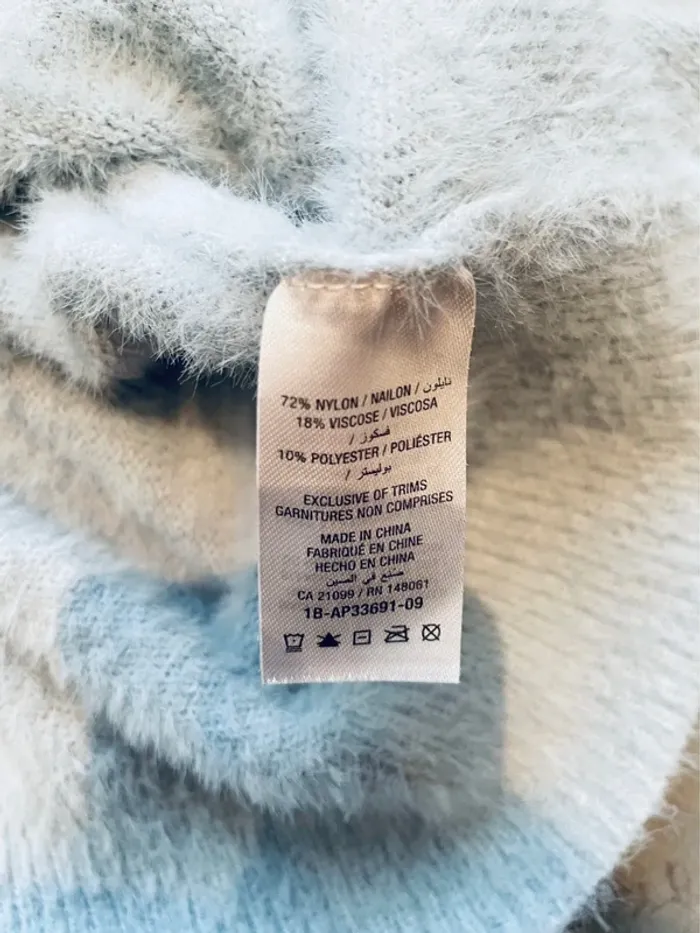 72% NYLON / NAILON / نايلون
18% VISCOSE / VISCOSA
/ فسكوز
10% POLYESTER / POLIÉSTER
/ بوليستر
EXCLUSIVE OF TRIMS
GARNITURES NON COMPRISES
MADE IN CHINA
FABRIQUÉ EN CHINE
HECHO EN CHINA
صنع في الصين
CA 21099 / RN 148061
1B-AP33691-09